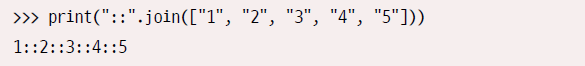 >>> print("::".join(["1", "2", "3", "4", "5"]))
1::2::3::4::5